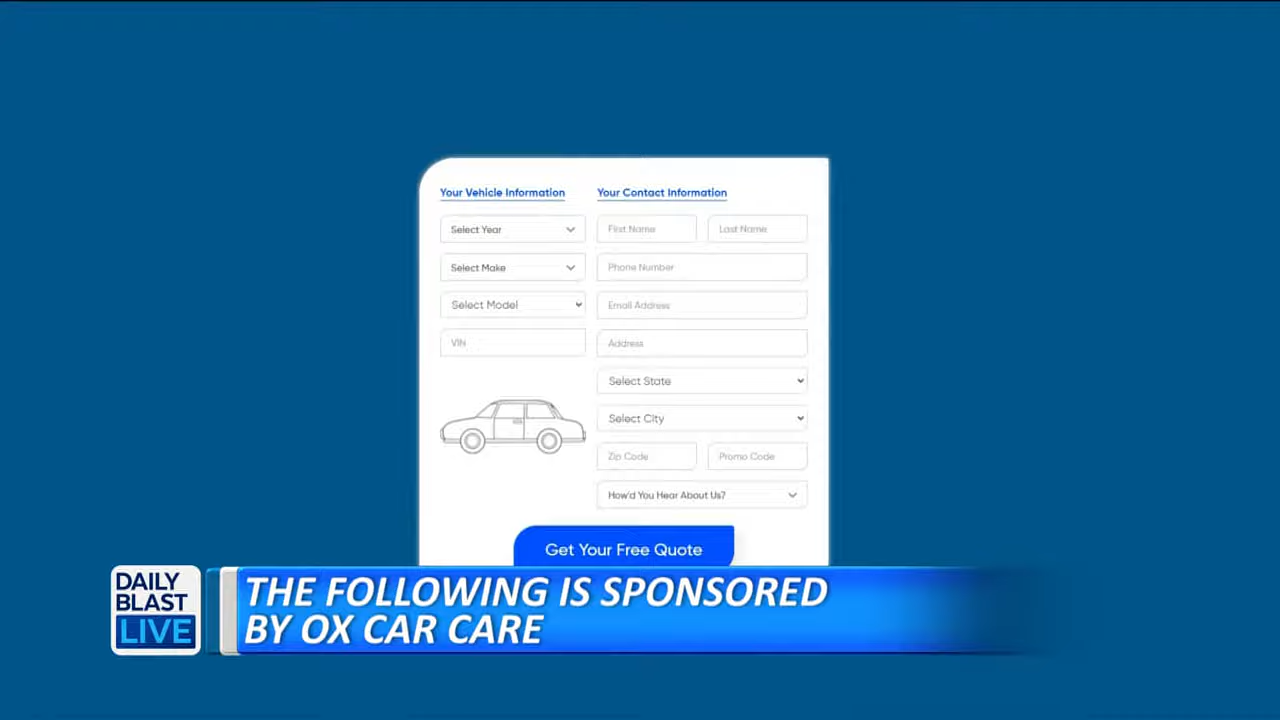 Your Vehicle Information
Select Year
Select Make
Select Model
VIN
Your Contact Information
First Name
Last Name
Phone Number
Email Address
Address
Select State
Select City
Zip Code
Promo Code
How'd You Hear About Us?
Get Your Free Quote
DAILY
BLAST
LIVE
THE FOLLOWING IS SPONSORED
BY OX CAR CARE